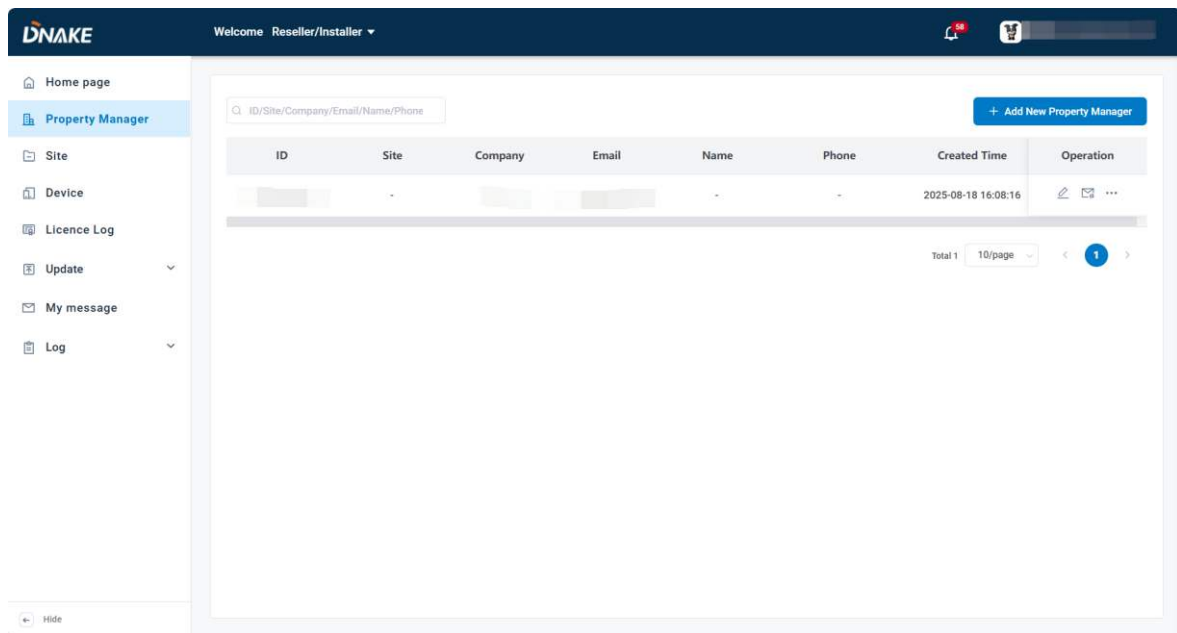 DNAKE
Welcome Reseller/Installer
58
Home page
Property Manager
Site
Device
Licence Log
Update
My message
Log
Hide
ID/Site/Company/Email/Name/Phone
+ Add New Property Manager
ID Site Company Email Name Phone Created Time Operation
- - - 2025-08-18 16:08:16 ···
Total 1 10/page < 1 >